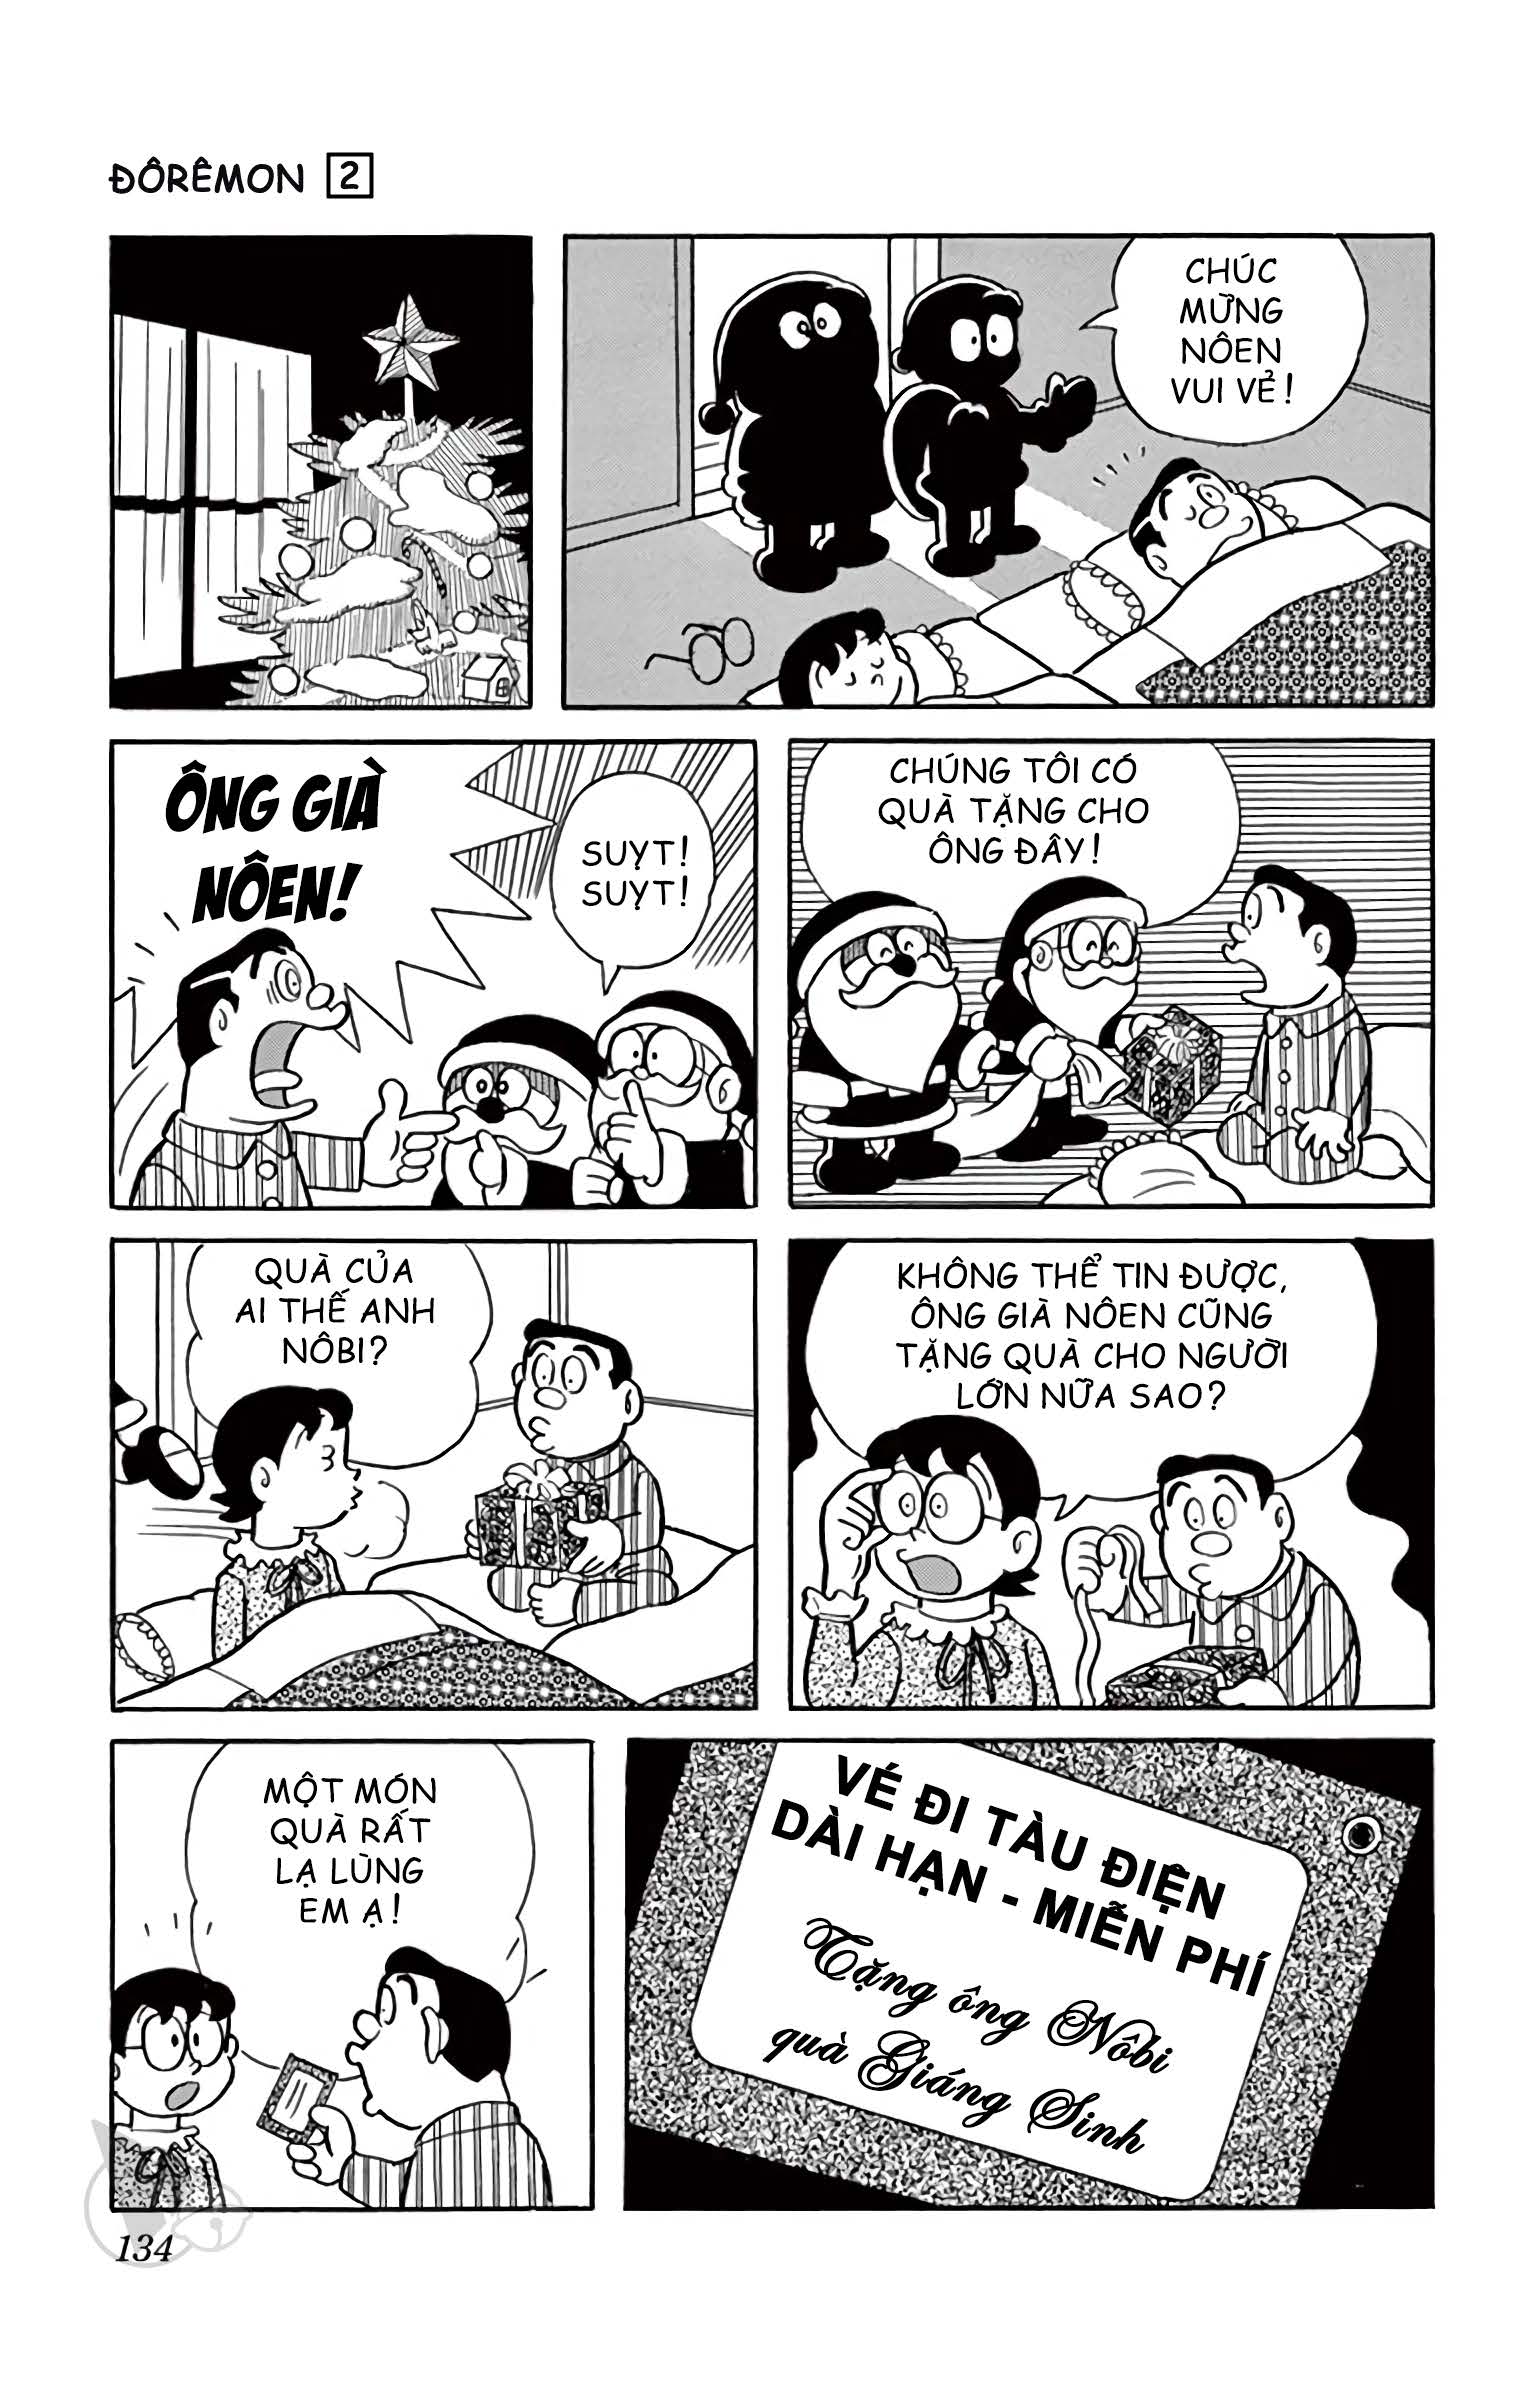 ĐÔRÊMON 2
CHÚC
MỪNG
NÔEN
VUI VẺ!
ÔNG GIÀ
NÔEN!
SUỴT!
SUỴT!
CHÚNG TÔI CÓ
QUÀ TẶNG CHO
ÔNG ĐÂY!
QUÀ CỦA
AI THẾ ANH
NÔBI?
KHÔNG THỂ TIN ĐƯỢC,
ÔNG GIÀ NÔEN CŨNG
TẶNG QUÀ CHO NGƯỜI
LỚN NỮA SAO?
MỘT MÓN
QUÀ RẤT
LẠ LÙNG
EM Ạ!
VÉ ĐI TÀU ĐIỆN
DÀI HẠN - MIỄN PHÍ
Tặng ông Nôbi
quà Giáng Sinh
134